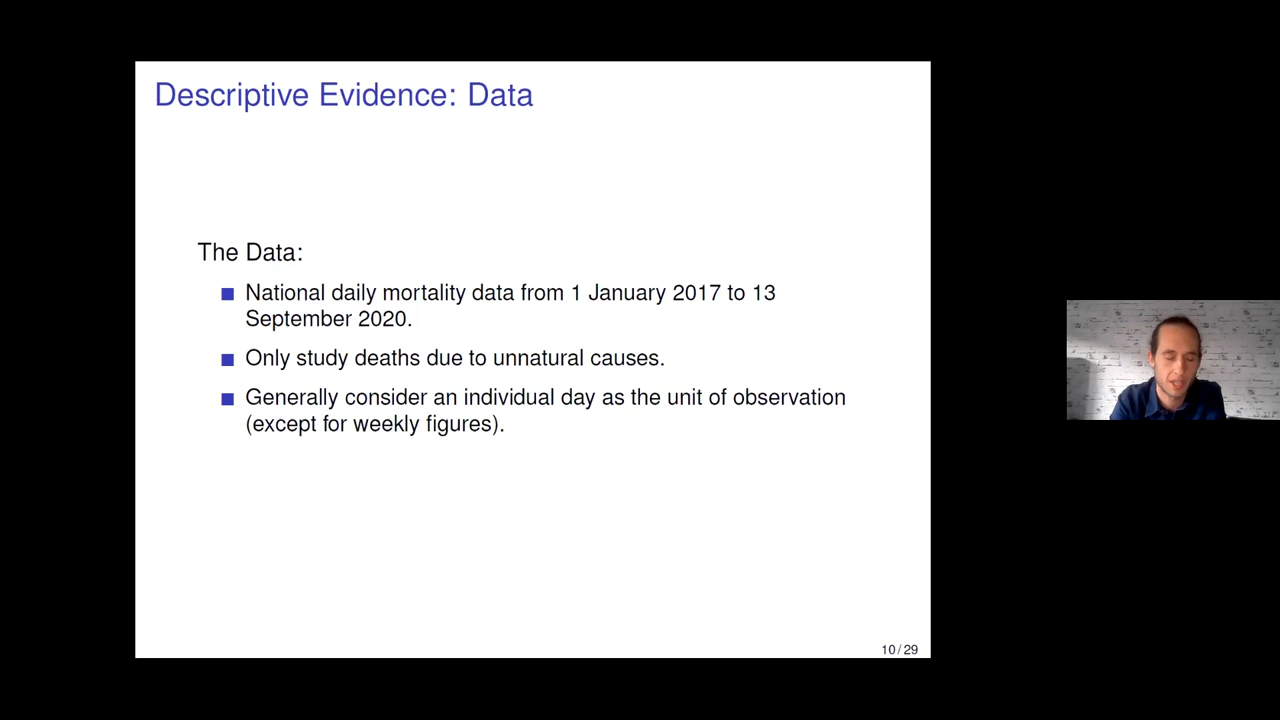 Descriptive Evidence: Data
The Data:
National daily mortality data from 1 January 2017 to 13
September 2020.
Only study deaths due to unnatural causes.
Generally consider an individual day as the unit of observation
(except for weekly figures).
10 / 29